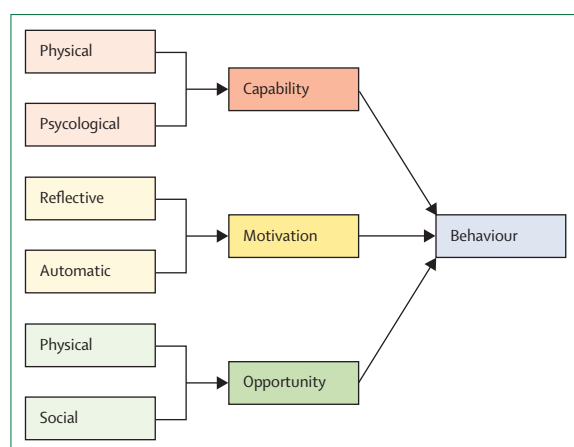 Physical
Capability
Psycological
Reflective
Motivation
Behaviour
Automatic
Physical
Opportunity
Social